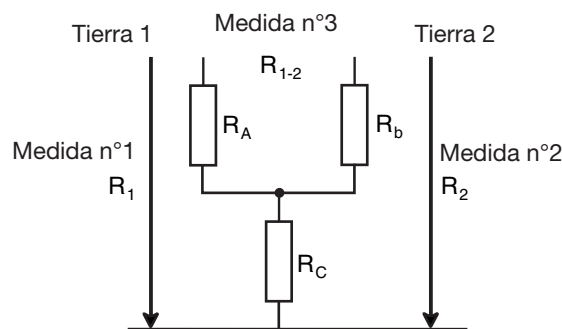 Medida n°3
Tierra 1
Tierra 2
R1-2
RA
Rb
Medida n°1
R1
Medida n°2
R2
RC